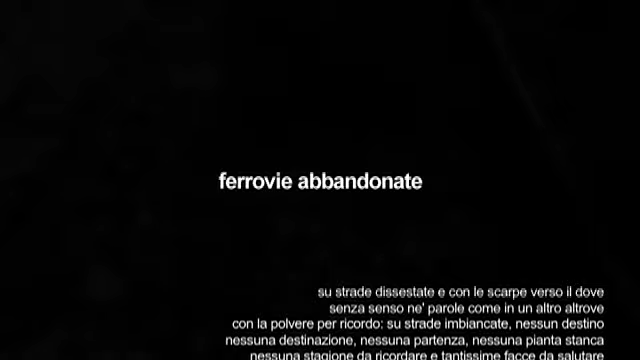 ferrovie abbandonate
su strade dissestate e con le scarpe verso il dove
senza senso ne' parole come in un altro altrove
con la polvere per ricordo: su strade imbiancate, nessun destino
nessuna destinazione, nessuna partenza, nessuna pianta stanca
nessuna stagione da ricordare e tantissime facce da salutare